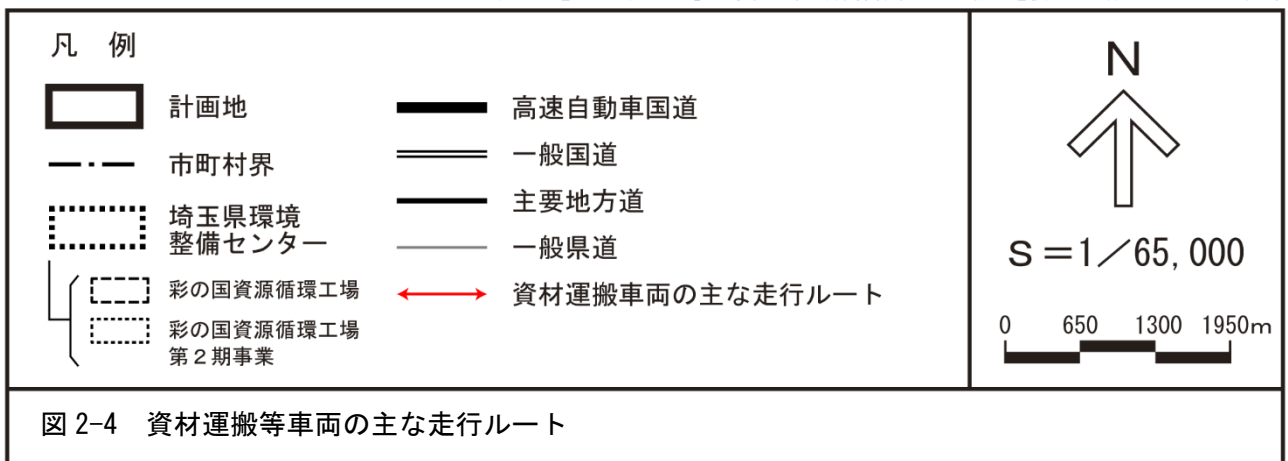 凡 例
計画地
市町村界
埼玉県環境
整備センター
彩の国資源循環工場
彩の国資源循環工場
第２期事業
高速自動車国道
一般国道
主要地方道
一般県道
資材運搬車両の主な走行ルート
N
S＝1／65,000
0 650 1300 1950m
図 2-4 資材運搬等車両の主な走行ルート